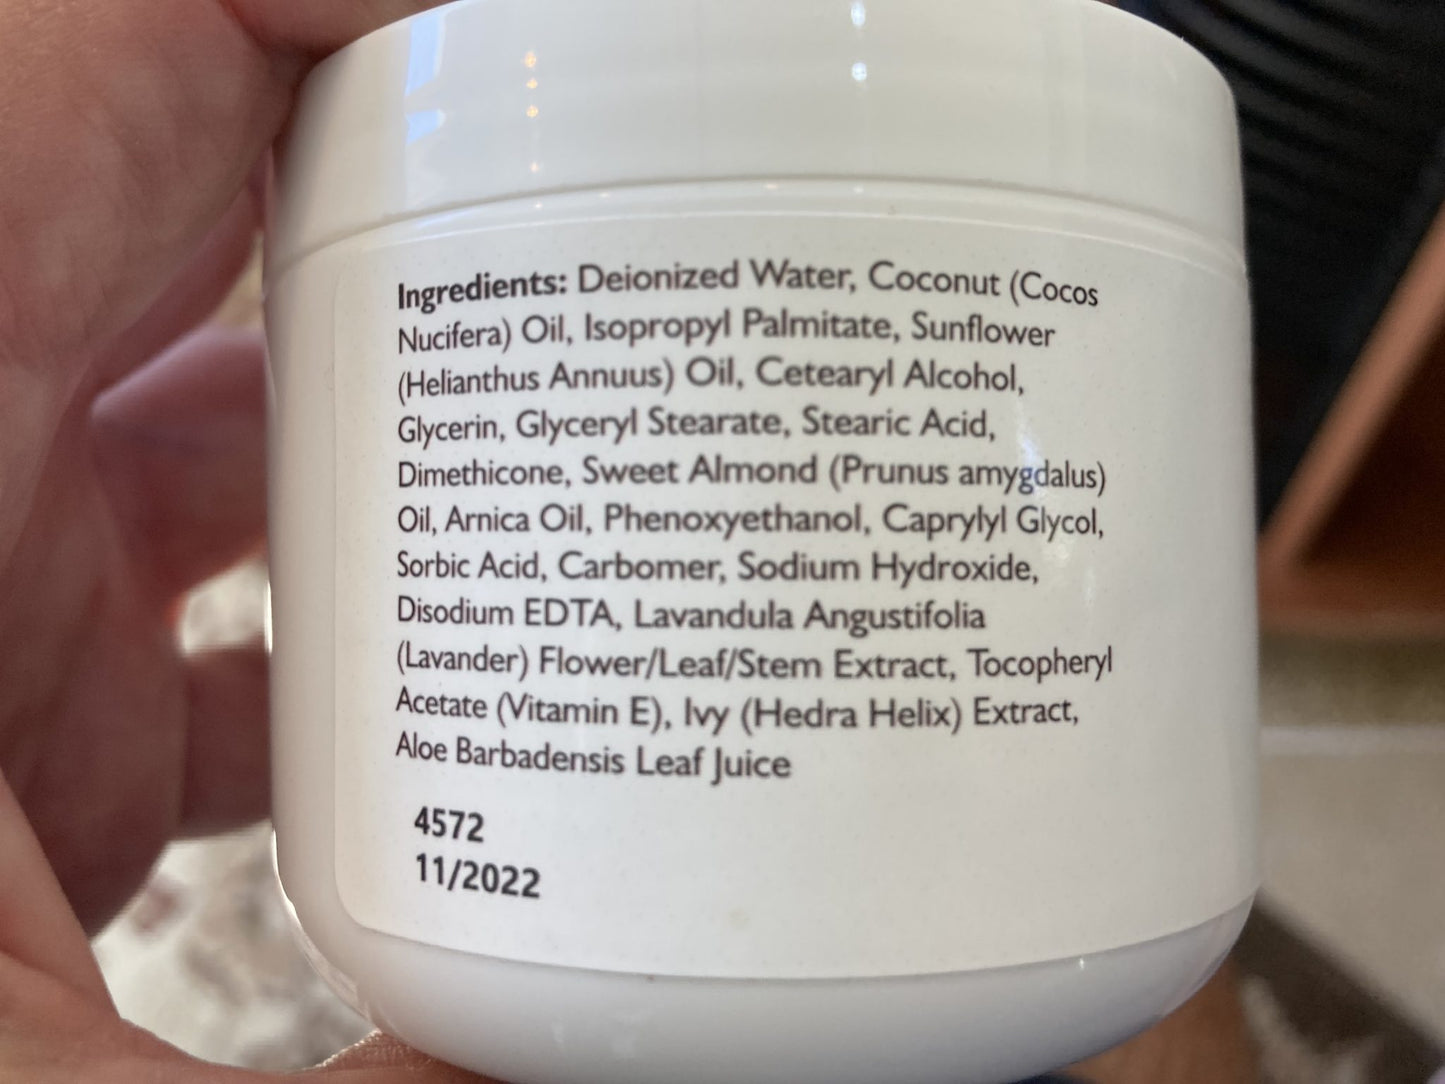 Ingredients: Deionized Water, Coconut (Cocos
Nucifera) Oil, Isopropyl Palmitate, Sunflower
(Helianthus Annuus) Oil, Cetearyl Alcohol,
Glycerin, Glyceryl Stearate, Stearic Acid,
Dimethicone, Sweet Almond (Prunus amygdalus)
Oil, Arnica Oil, Phenoxyethanol, Caprylyl Glycol,
Sorbic Acid, Carbomer, Sodium Hydroxide,
Disodium EDTA, Lavandula Angustifolia
(Lavander) Flower/Leaf/Stem Extract, Tocopheryl
Acetate (Vitamin E), Ivy (Hedra Helix) Extract,
Aloe Barbadensis Leaf Juice
4572
11/2022